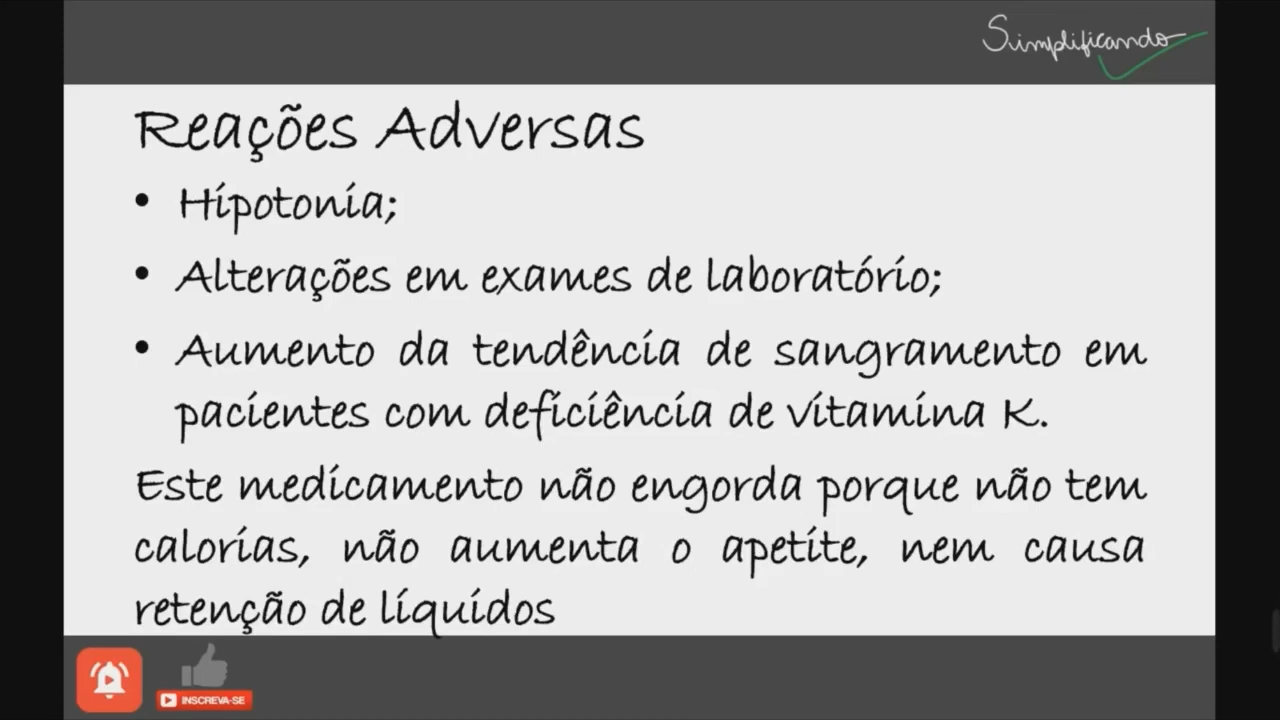 Simplificando
Reações Adversas
• Hipotonia;
• Alterações em exames de laboratório;
• Aumento da tendência de sangramento em
pacientes com deficiência de vitamina K.
Este medicamento não engorda porque não tem
calorias, não aumenta o apetite, nem causa
retenção de líquidos
INSCREVA-SE